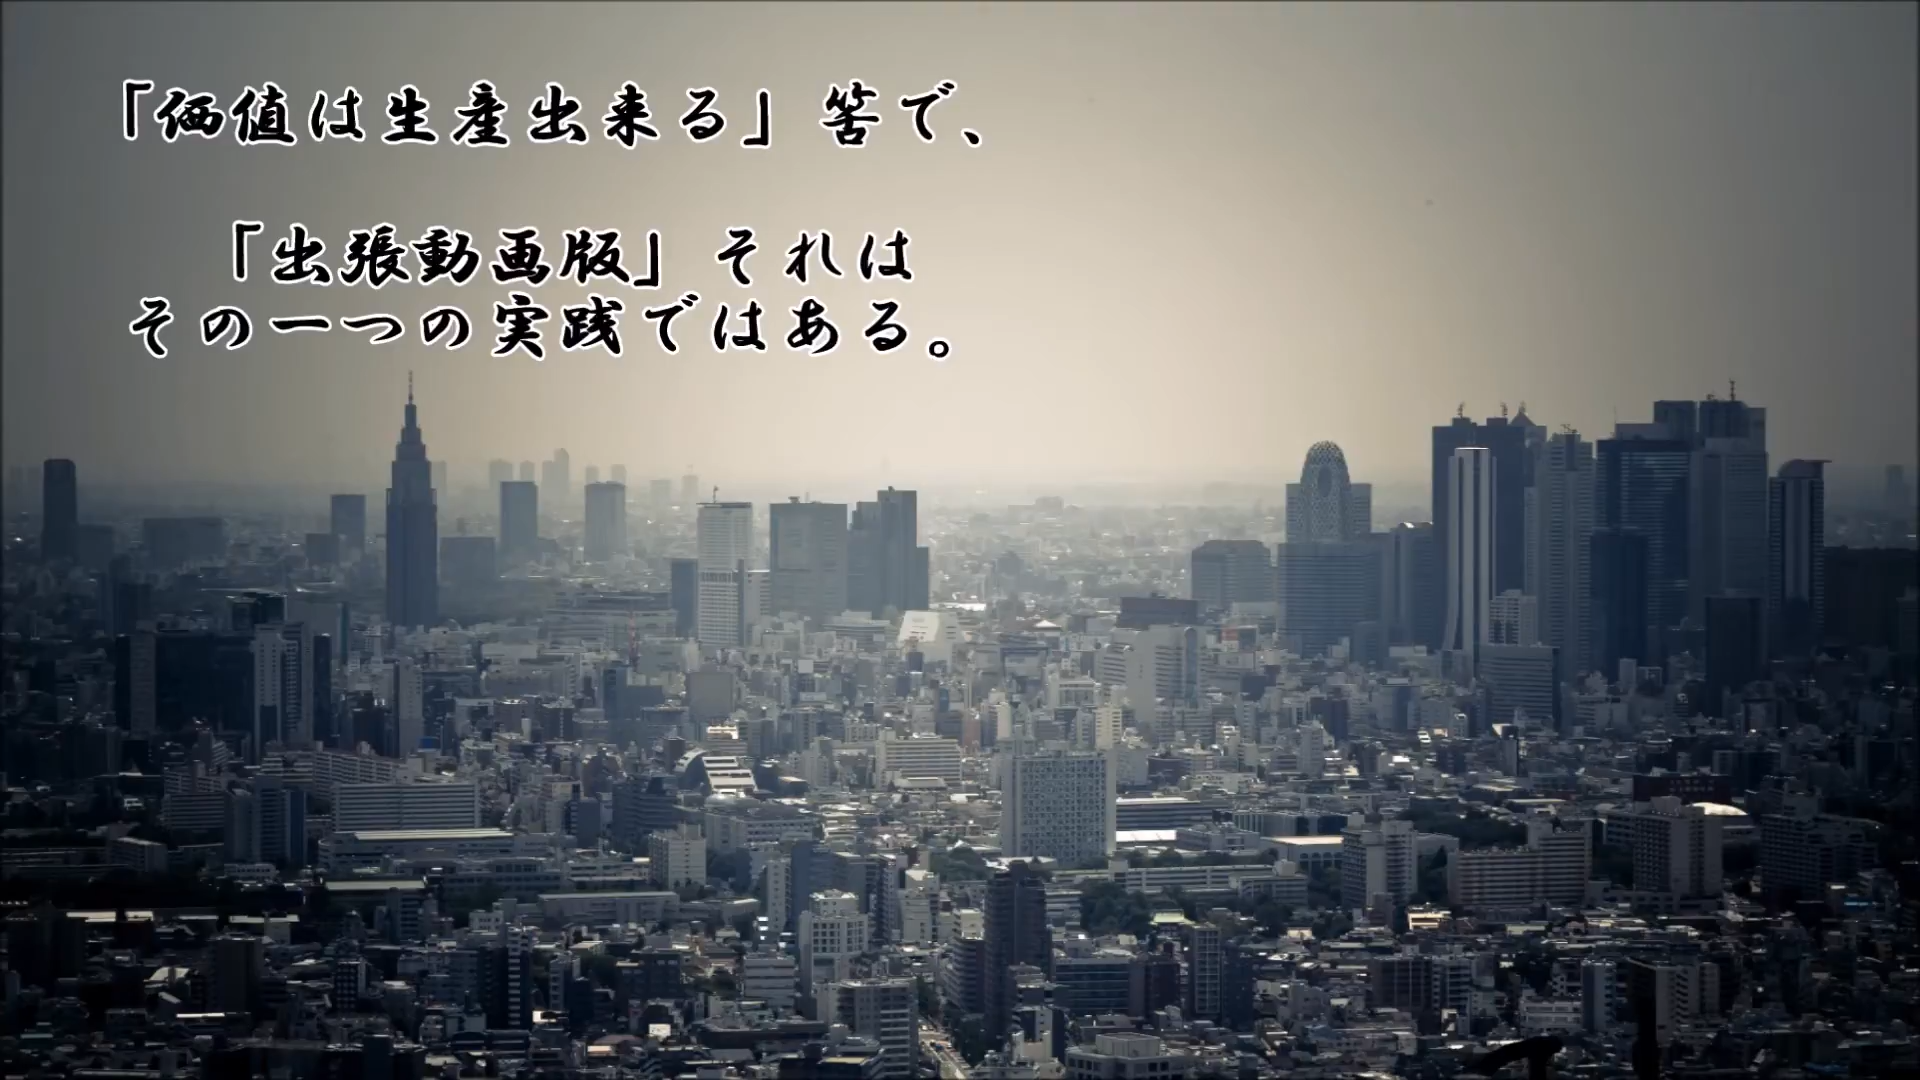 「価値は生産出来る」筈で、
「出張動画版」それは
その一つの実践ではある。